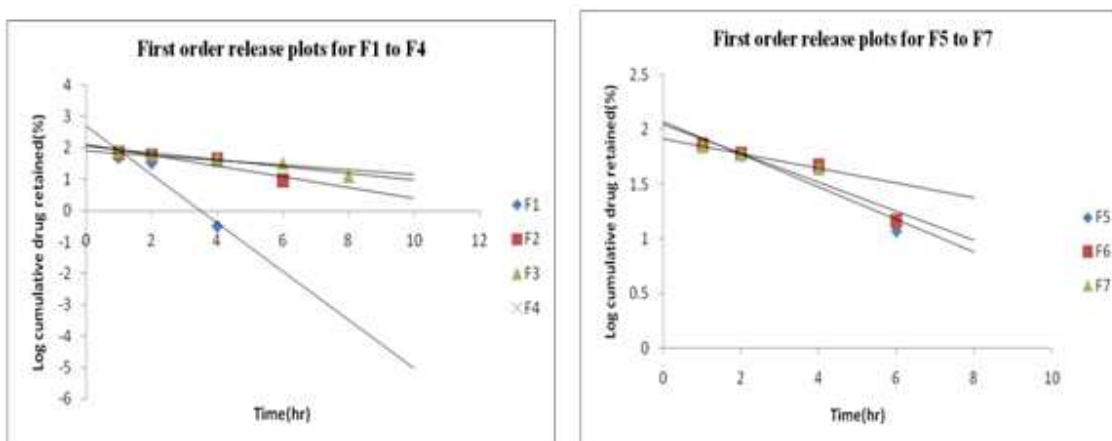 First order release plots for F1 to F4
Log cumulative drug retained(%)
4
3
2
1
0
-1
-2
-3
-4
-5
-6
0 2 4 6 8 10 12
Time(hr)
F1
F2
F3
F4
First order release plots for F5 to F7
Log cumulative drug retained(%)
2.5
2
1.5
1
0.5
0
0 2 4 6 8 10
Time(hr)
F5
F6
F7